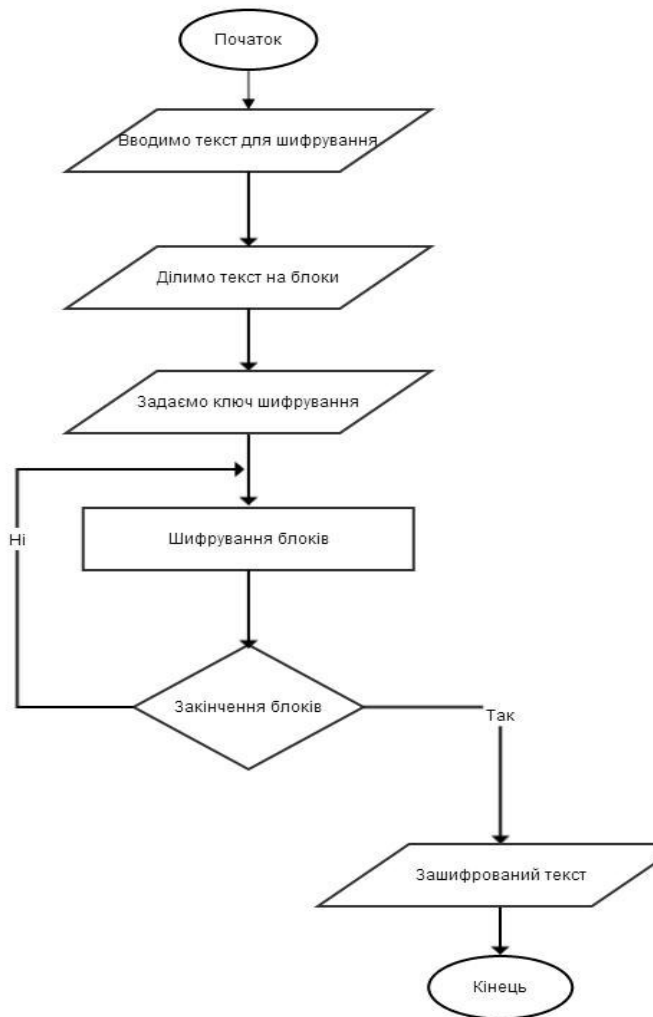 Початок
Вводимо текст для шифрування
Ділимо текст на блоки
Задаємо ключ шифрування
Ні
Шифрування блоків
Закінчення блоків
Так
Зашифрований текст
Кінець